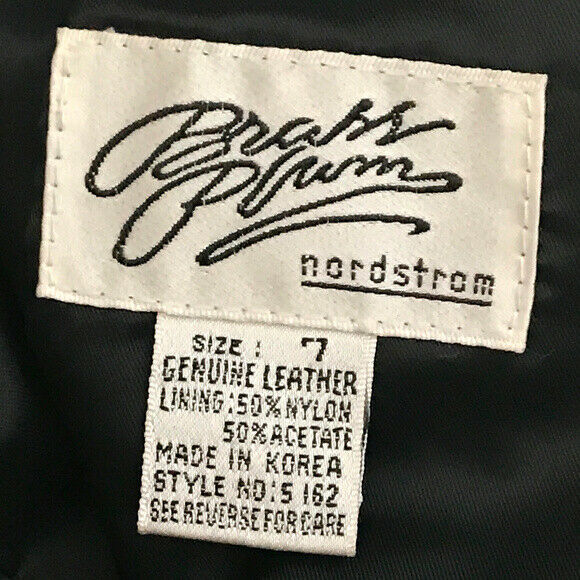 Brass
Plum
nordstrom
SIZE : 7
GENUINE LEATHER
LINING:50%NYLON
50%ACETATE
MADE IN KOREA
STYLE NO:S 162
SEE REVERSE FOR CARE